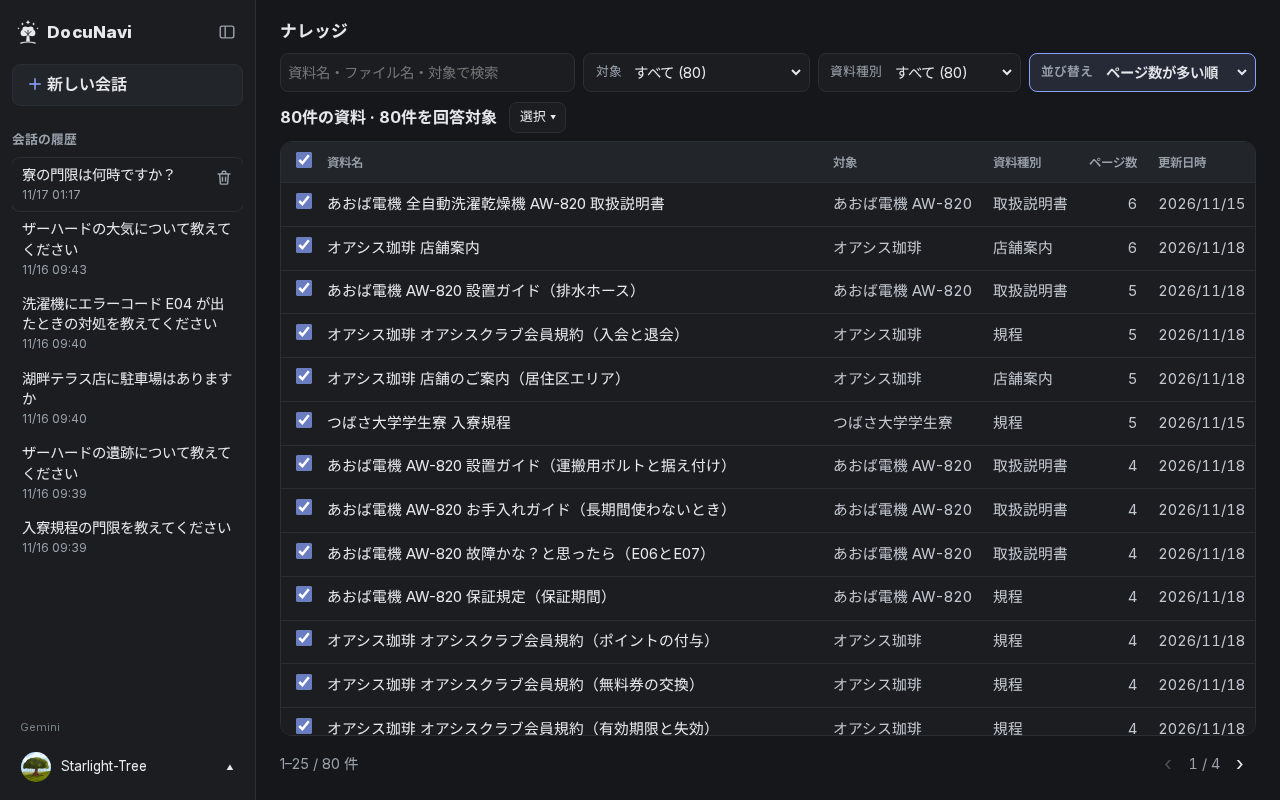 DocuNavi
+ 新しい会話
会話の履歴
寮の門限は何時ですか？
11/17 01:17
ザーハードの大気について教えて
ください
11/16 09:43
洗濯機にエラーコード E04 が出
たときの対処を教えてください
11/16 09:40
湖畔テラス店に駐車場はあります
か
11/16 09:40
ザーハードの遺跡について教えて
ください
11/16 09:39
入寮規程の門限を教えてください
11/16 09:39
Gemini
Starlight-Tree ▲
ナレッジ
資料名・ファイル名・対象で検索 対象 すべて (80) 資料種別 すべて (80) 並び替え ページ数が多い順
80件の資料 · 80件を回答対象 選択 ▾
資料名 対象 資料種別 ページ数 更新日時
あおば電機 全自動洗濯乾燥機 AW-820 取扱説明書 あおば電機 AW-820 取扱説明書 6 2026/11/15
オアシス珈琲 店舗案内 オアシス珈琲 店舗案内 6 2026/11/18
あおば電機 AW-820 設置ガイド（排水ホース） あおば電機 AW-820 取扱説明書 5 2026/11/18
オアシス珈琲 オアシスクラブ会員規約（入会と退会） オアシス珈琲 規程 5 2026/11/18
オアシス珈琲 店舗のご案内（居住区エリア） オアシス珈琲 店舗案内 5 2026/11/18
つばさ大学学生寮 入寮規程 つばさ大学学生寮 規程 5 2026/11/15
あおば電機 AW-820 設置ガイド（運搬用ボルトと据え付け） あおば電機 AW-820 取扱説明書 4 2026/11/18
あおば電機 AW-820 お手入れガイド（長期間使わないとき） あおば電機 AW-820 取扱説明書 4 2026/11/18
あおば電機 AW-820 故障かな？と思ったら（E06とE07） あおば電機 AW-820 取扱説明書 4 2026/11/18
あおば電機 AW-820 保証規定（保証期間） あおば電機 AW-820 規程 4 2026/11/18
オアシス珈琲 オアシスクラブ会員規約（ポイントの付与） オアシス珈琲 規程 4 2026/11/18
オアシス珈琲 オアシスクラブ会員規約（無料券の交換） オアシス珈琲 規程 4 2026/11/18
オアシス珈琲 オアシスクラブ会員規約（有効期限と失効） オアシス珈琲 規程 4 2026/11/18
1–25 / 80 件 ‹ 1 / 4 ›